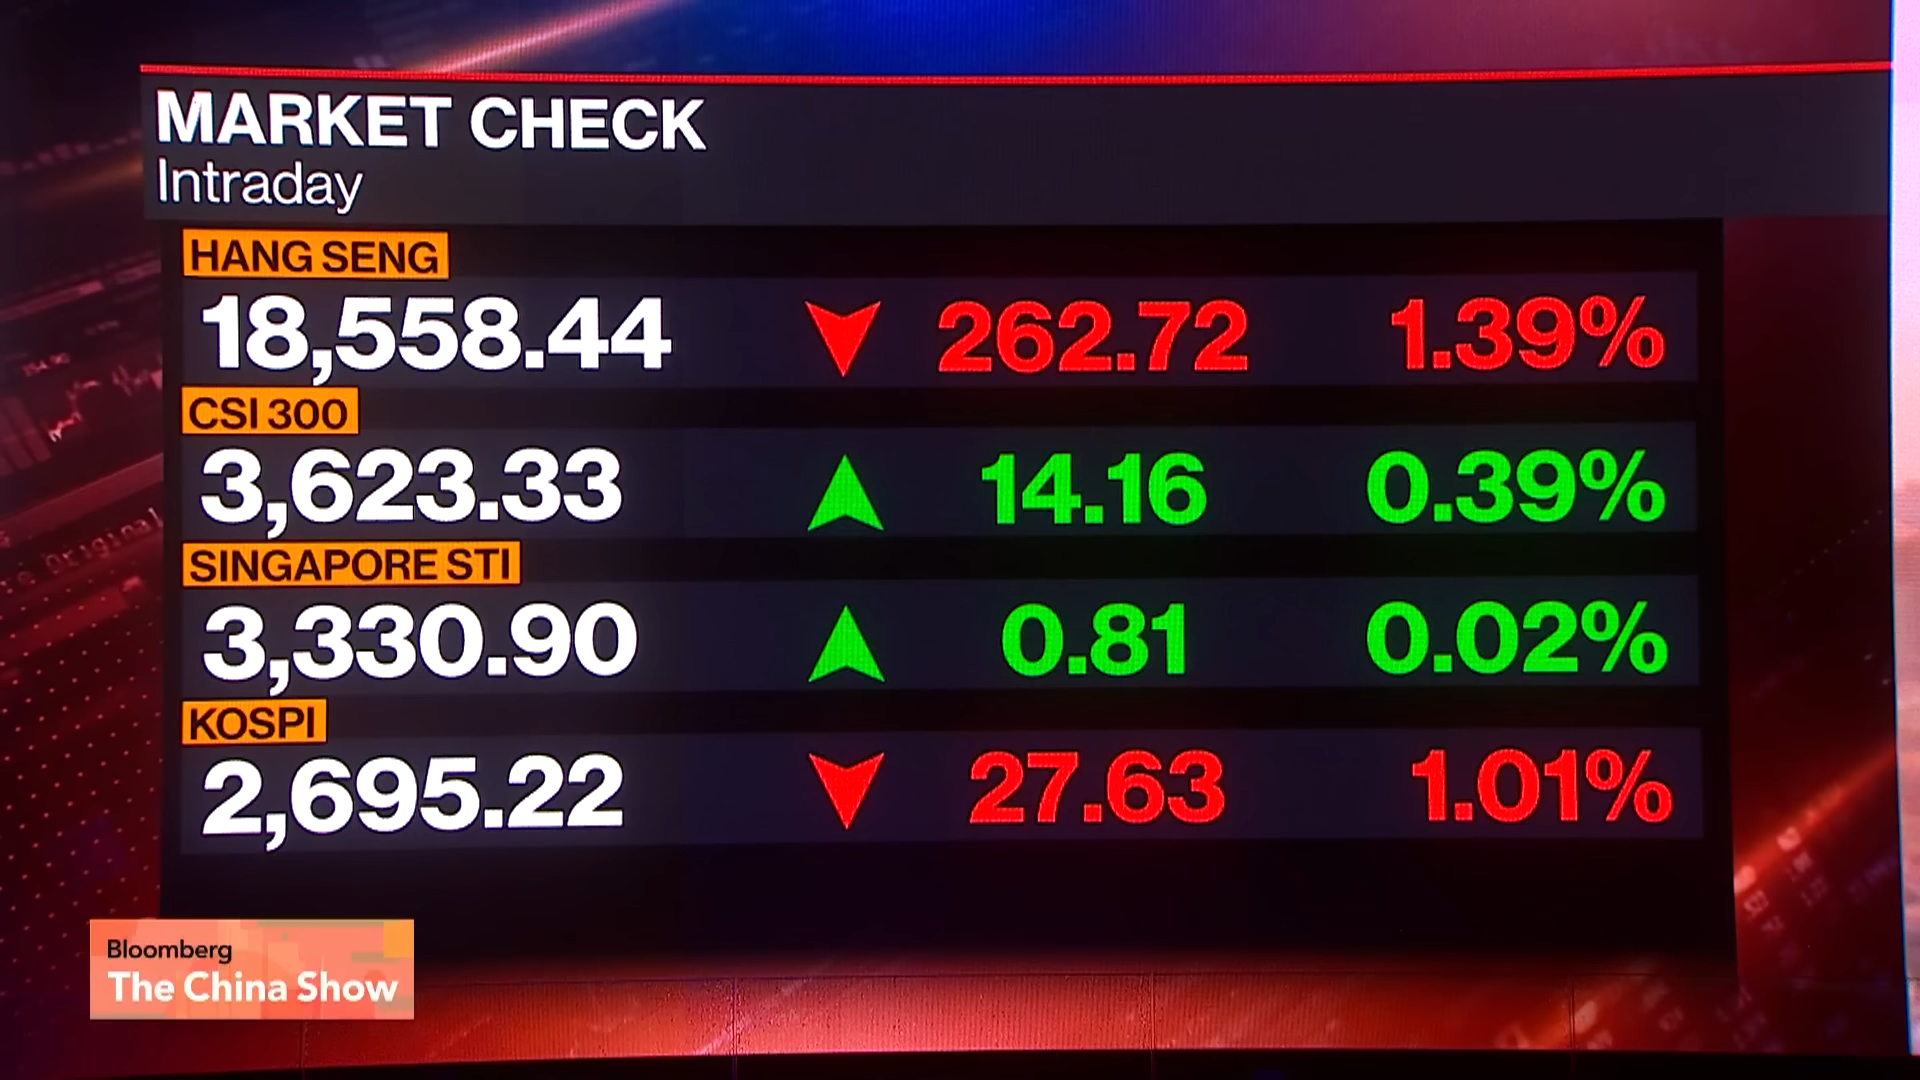 MARKET CHECK
Intraday
HANG SENG
18,558.44 ▼ 262.72 1.39%
CSI 300
3,623.33 ▲ 14.16 0.39%
SINGAPORE STI
3,330.90 ▲ 0.81 0.02%
KOSPI
2,695.22 ▼ 27.63 1.01%
Original
Bloomberg
The China Show